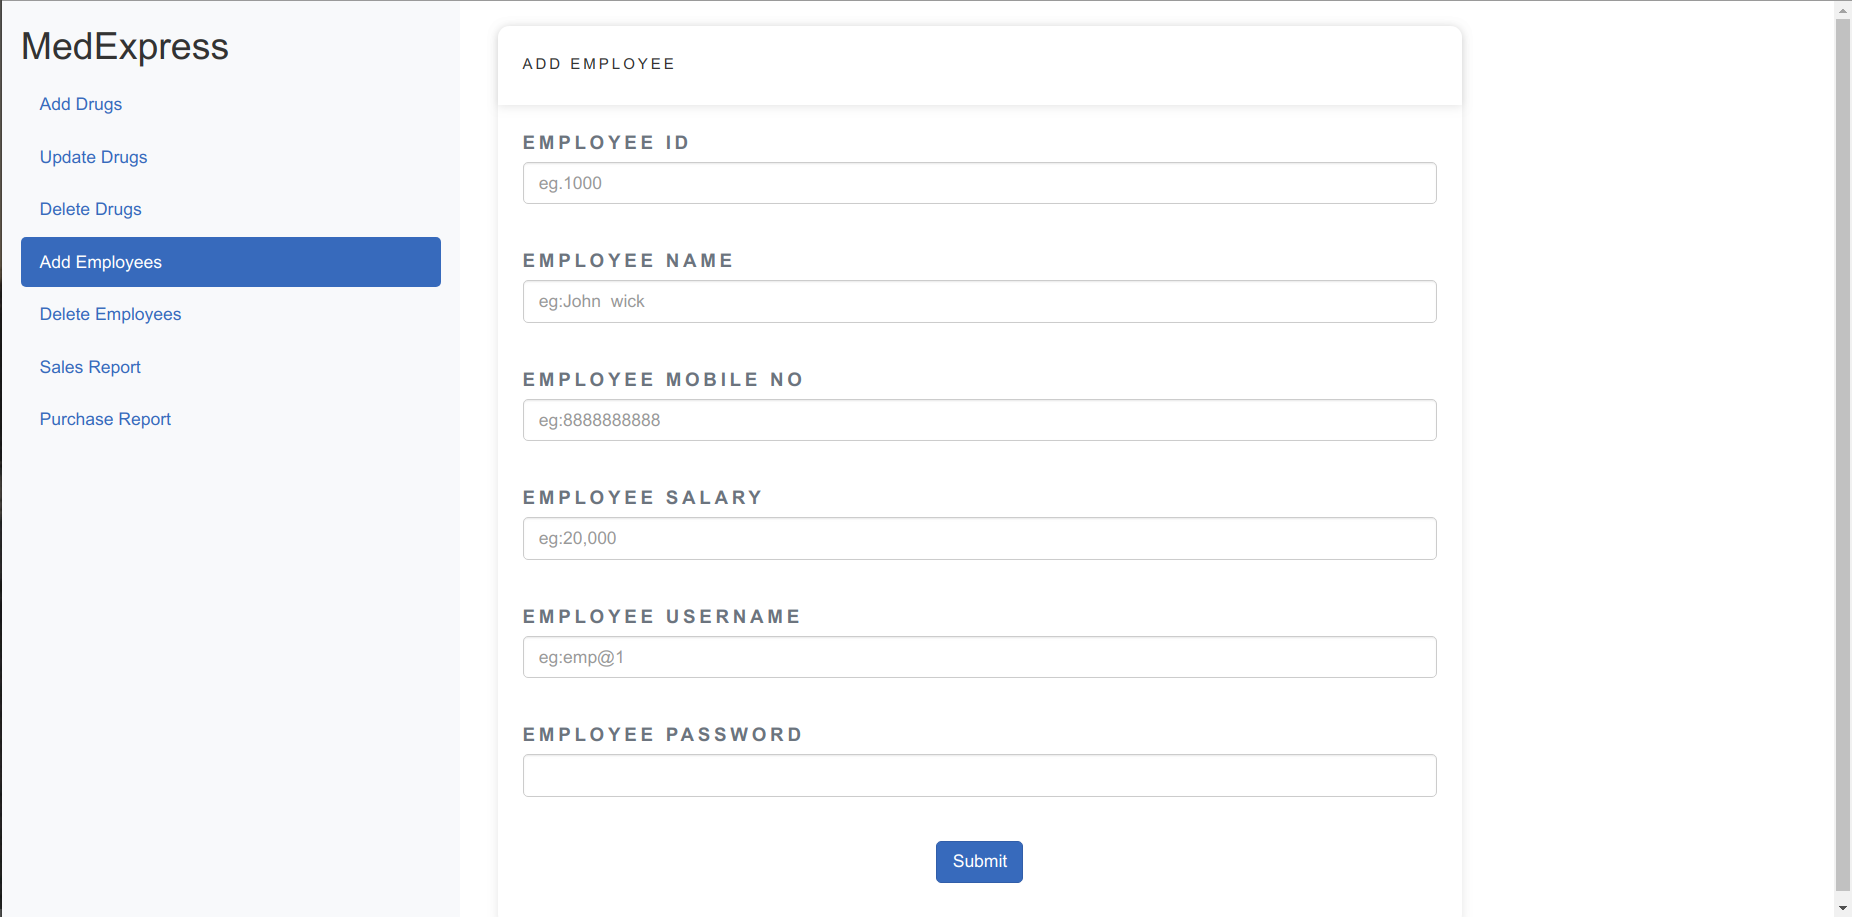 MedExpress
Add Drugs
Update Drugs
Delete Drugs
Add Employees
Delete Employees
Sales Report
Purchase Report
ADD EMPLOYEE
EMPLOYEE ID
eg.1000
EMPLOYEE NAME
eg:John  wick
EMPLOYEE MOBILE NO
eg:8888888888
EMPLOYEE SALARY
eg:20,000
EMPLOYEE USERNAME
eg:emp@1
EMPLOYEE PASSWORD
Submit